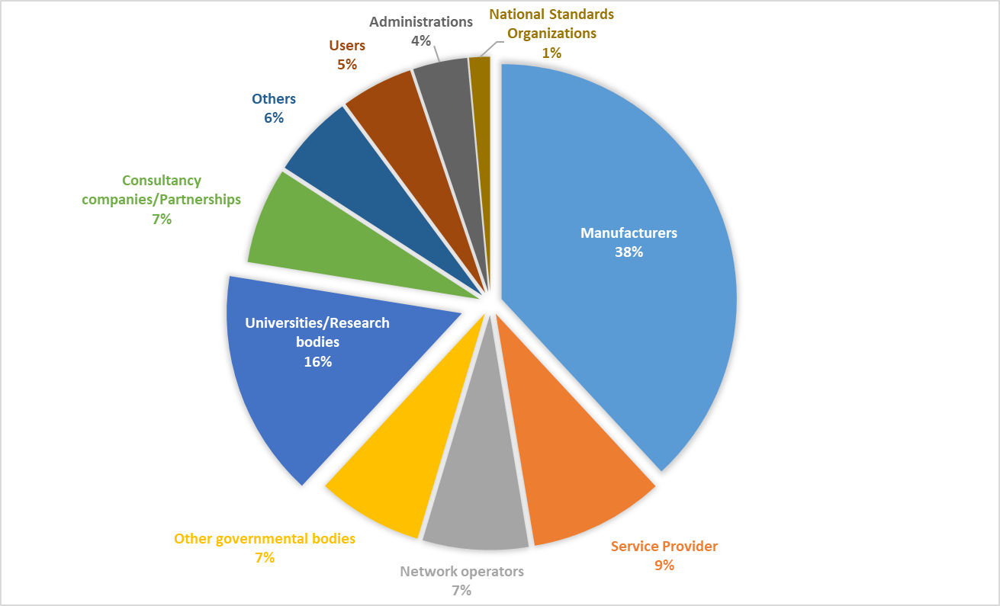 National Standards
Organizations
1%
Administrations
4%
Users
5%
Others
6%
Consultancy
companies/Partnerships
7%
Manufacturers
38%
Universities/Research
bodies
16%
Other governmental bodies
7%
Network operators
7%
Service Provider
9%